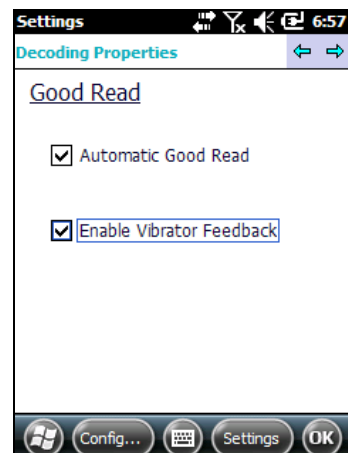 Settings 6:57
Decoding Properties
Good Read
Automatic Good Read
Enable Vibrator Feedback
Config... Settings OK